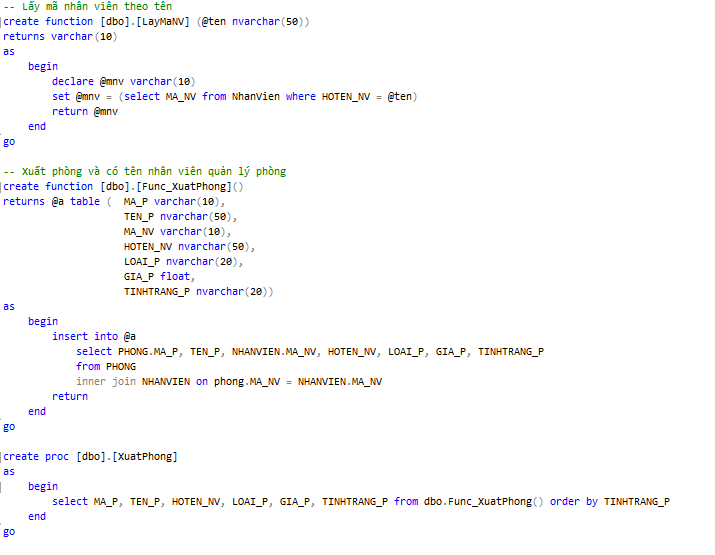 -- Lấy mã nhân viên theo tên
create function [dbo].[LayMaNV] (@ten nvarchar(50))
returns varchar(10)
as
begin
declare @mnv varchar(10)
set @mnv = (select MA_NV from NhanVien where HOTEN_NV = @ten)
return @mnv
end
go
-- Xuất phòng và có tên nhân viên quản lý phòng
create function [dbo].[Func_XuatPhong]()
returns @a table ( MA_P varchar(10),
TEN_P nvarchar(50),
MA_NV varchar(10),
HOTEN_NV nvarchar(50),
LOAI_P nvarchar(20),
GIA_P float,
TINHTRANG_P nvarchar(20))
as
begin
insert into @a
select PHONG.MA_P, TEN_P, NHANVIEN.MA_NV, HOTEN_NV, LOAI_P, GIA_P, TINHTRANG_P
from PHONG
inner join NHANVIEN on phong.MA_NV = NHANVIEN.MA_NV
return
end
go
create proc [dbo].[XuatPhong]
as
begin
select MA_P, TEN_P, HOTEN_NV, LOAI_P, GIA_P, TINHTRANG_P from dbo.Func_XuatPhong() order by TINHTRANG_P
end
go